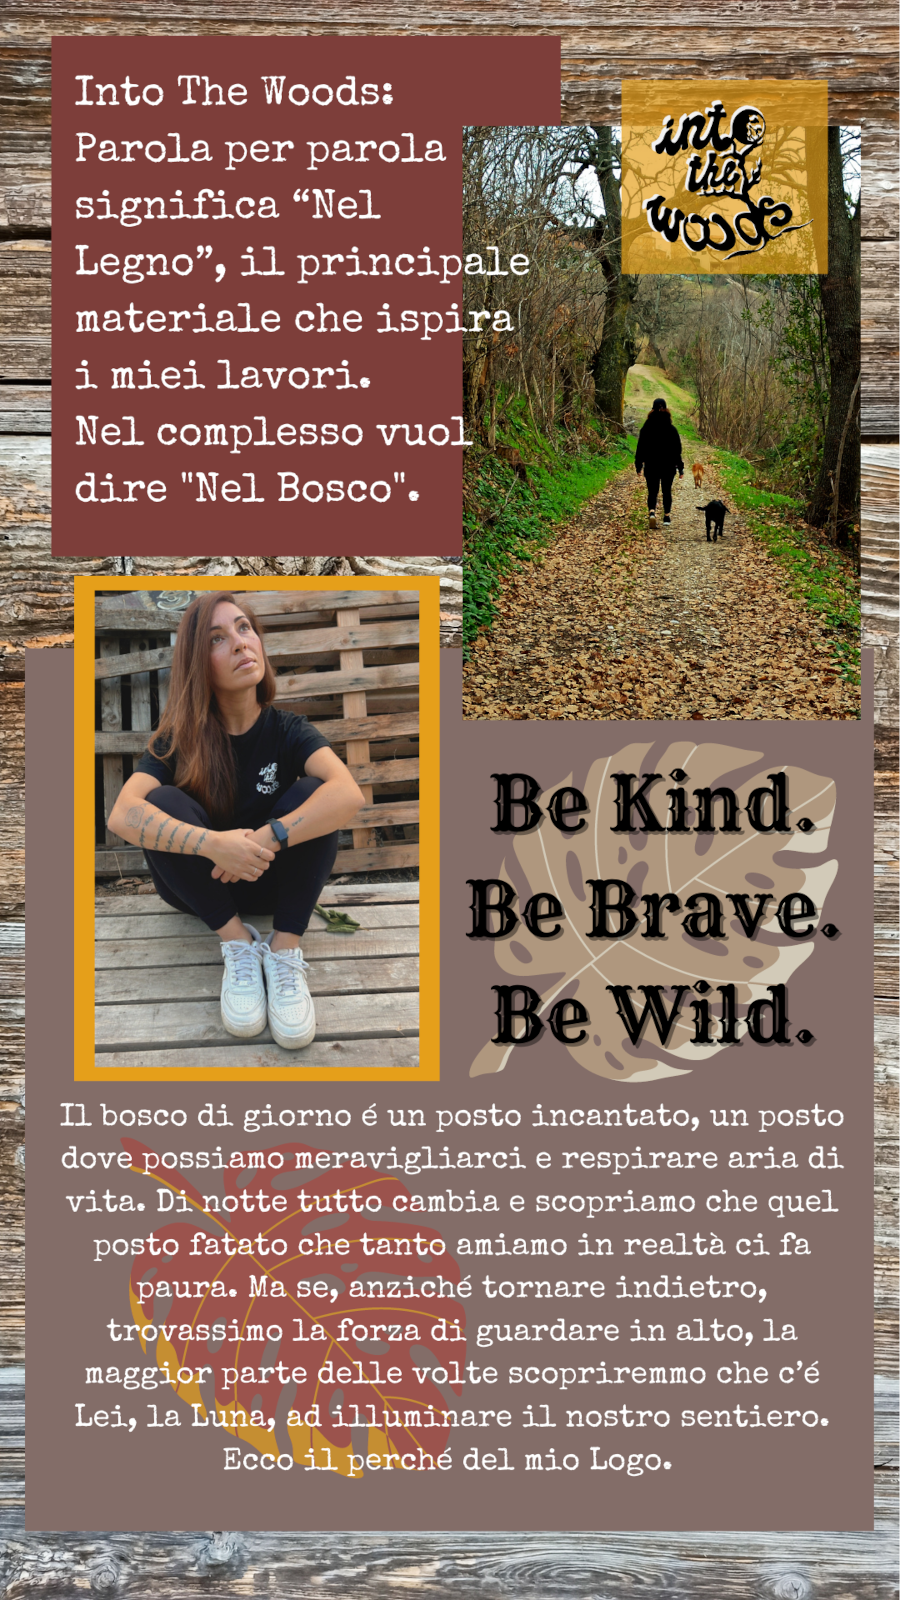 Into The Woods:
Parola per parola
significa “Nel
Legno”, il principale
materiale che ispira
i miei lavori.
Nel complesso vuol
dire "Nel Bosco".
into
the
woods
into
the
woods
Be Kind.
Be Brave.
Be Wild.
Il bosco di giorno é un posto incantato, un posto
dove possiamo meravigliarci e respirare aria di
vita. Di notte tutto cambia e scopriamo che quel
posto fatato che tanto amiamo in realtà ci fa
paura. Ma se, anziché tornare indietro,
trovassimo la forza di guardare in alto, la
maggior parte delle volte scopriremmo che c’é
Lei, la Luna, ad illuminare il nostro sentiero.
Ecco il perché del mio Logo.